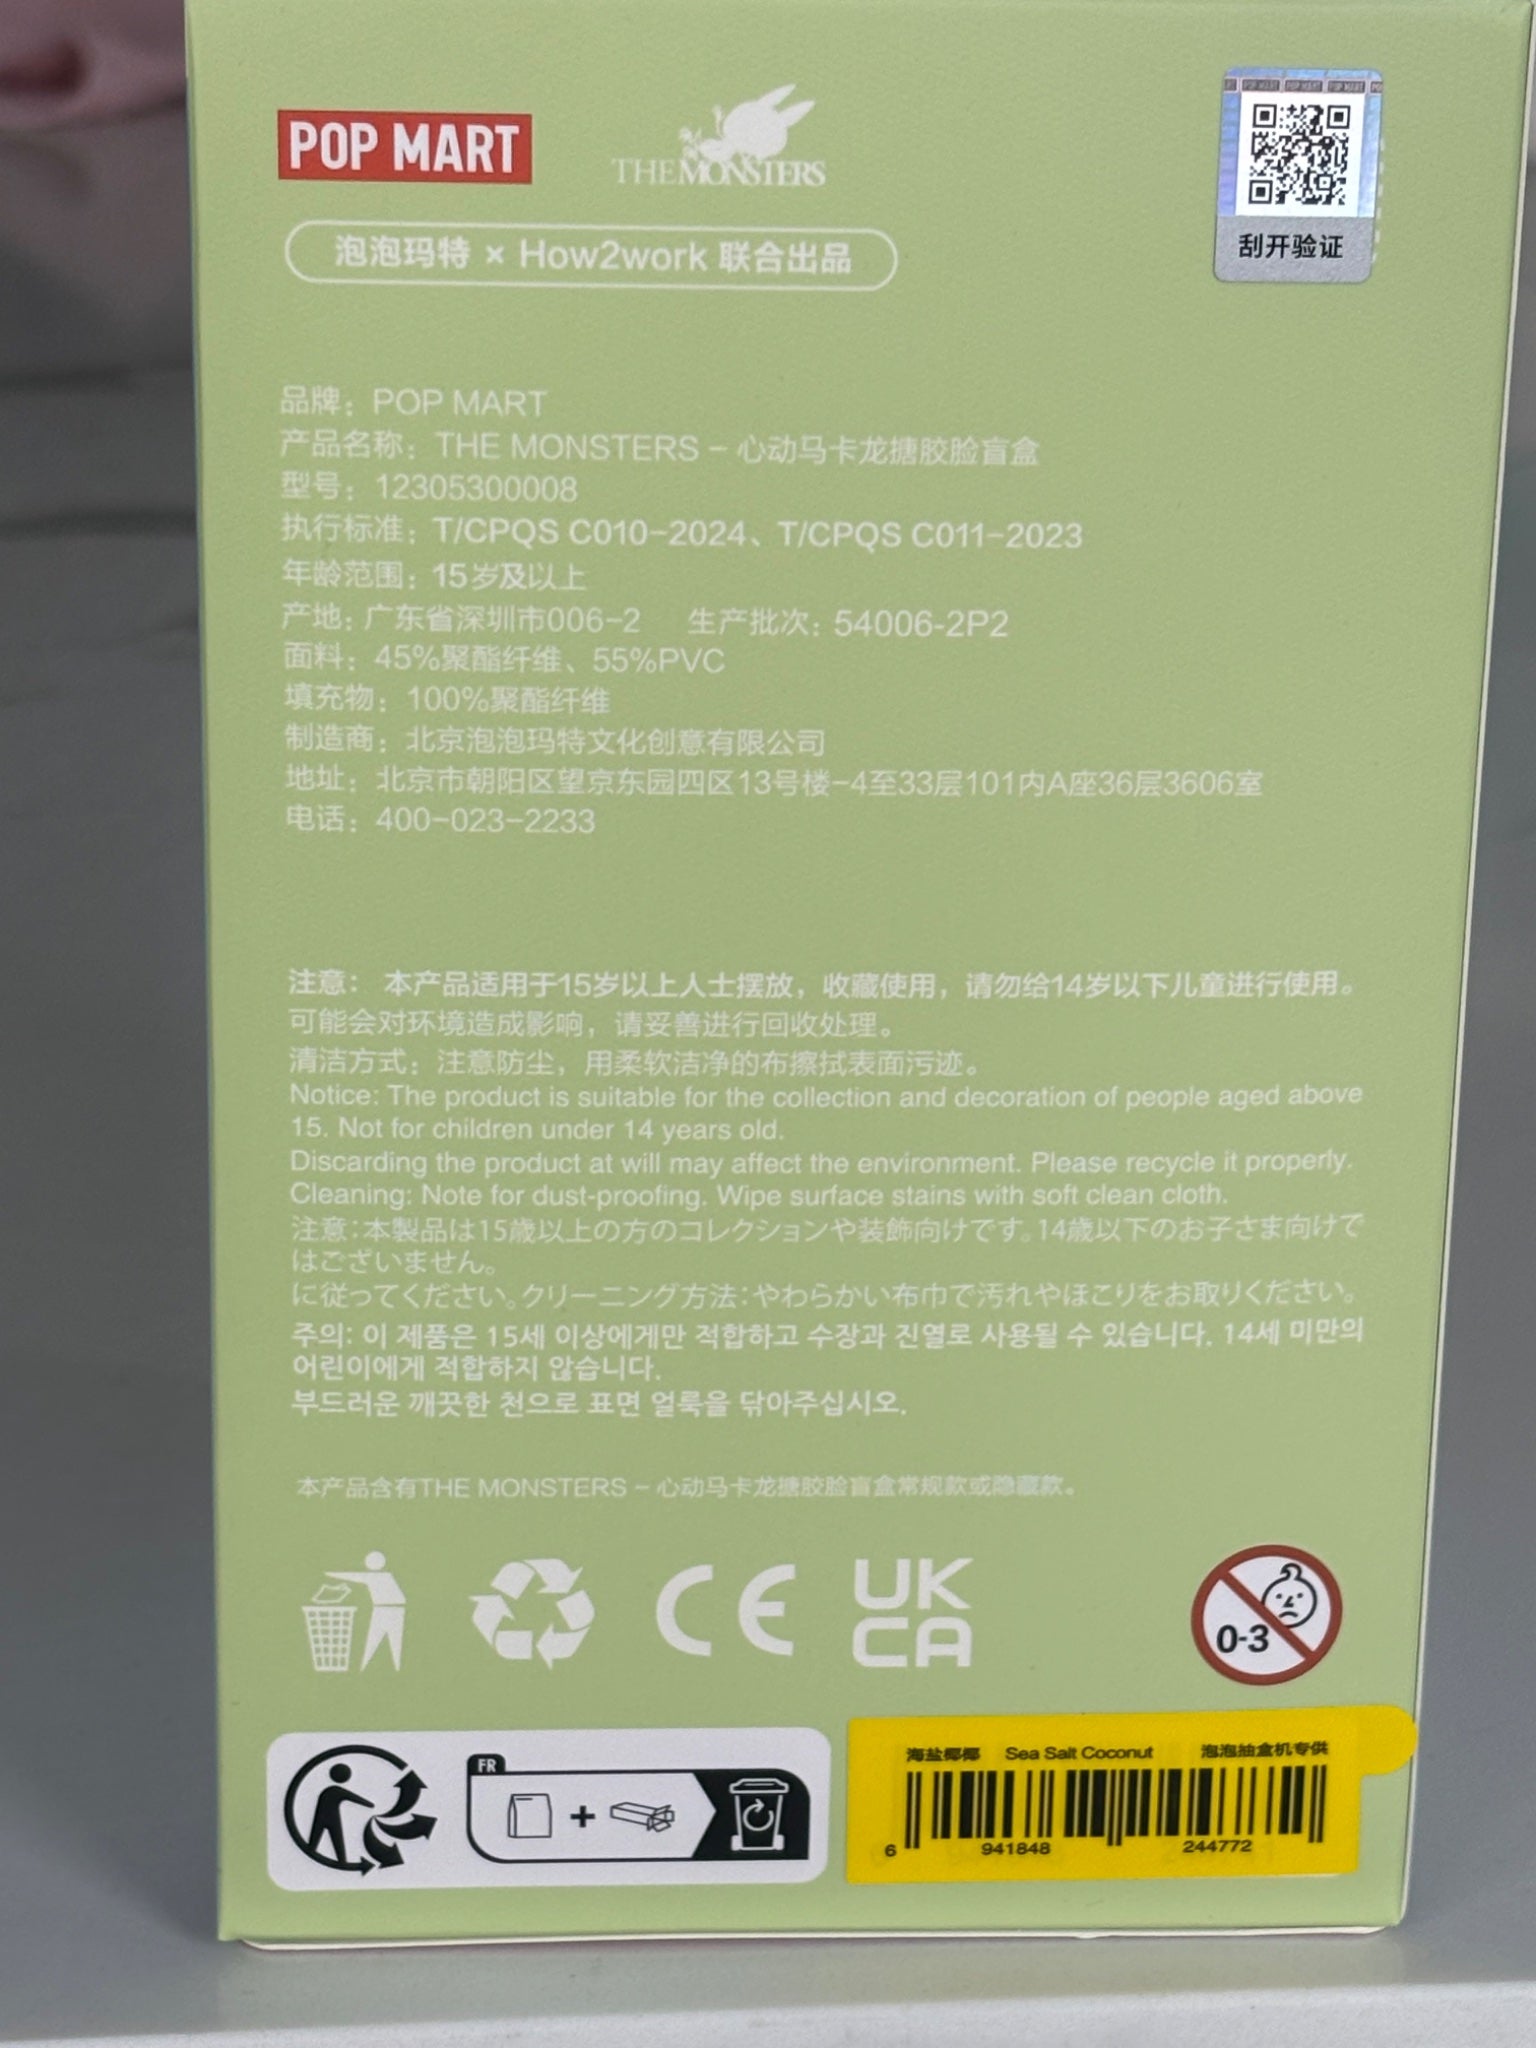 POP MART
THE MONSTERS
泡泡玛特 × How2work 联合出品
刮开验证
品牌：POP MART
产品名称：THE MONSTERS – 心动马卡龙搪胶脸盲盒
型号：12305300008
执行标准：T/CPQS C010-2024、T/CPQS C011-2023
年龄范围：15岁及以上
产地：广东省深圳市006-2 生产批次：54006-2P2
面料：45%聚酯纤维、55%PVC
填充物：100%聚酯纤维
制造商：北京泡泡玛特文化创意有限公司
地址：北京市朝阳区望京东园四区13号楼-4至33层101内A座36层3606室
电话：400-023-2233
注意： 本产品适用于15岁以上人士摆放，收藏使用，请勿给14岁以下儿童进行使用。
可能会对环境造成影响，请妥善进行回收处理。
清洁方式：注意防尘，用柔软洁净的布擦拭表面污迹。
Notice: The product is suitable for the collection and decoration of people aged above
15. Not for children under 14 years old.
Discarding the product at will may affect the environment. Please recycle it properly.
Cleaning: Note for dust-proofing. Wipe surface stains with soft clean cloth.
注意：本製品は15歳以上の方のコレクションや装飾向けです。14歳以下のお子さま向けで
はございません。
に従ってください。クリーニング方法：やわらかい布巾で汚れやほこりをお取りください。
주의: 이 제품은 15세 이상에게만 적합하고 수장과 진열로 사용될 수 있습니다. 14세 미만의
어린이에게 적합하지 않습니다.
부드러운 깨끗한 천으로 표면 얼룩을 닦아주십시오.
本产品含有THE MONSTERS – 心动马卡龙搪胶脸盲盒常规款或隐藏款。
CE
UK
CA
0-3
FR
海盐椰椰 Sea Salt Coconut 泡泡抽盒机专供
6 941848 244772